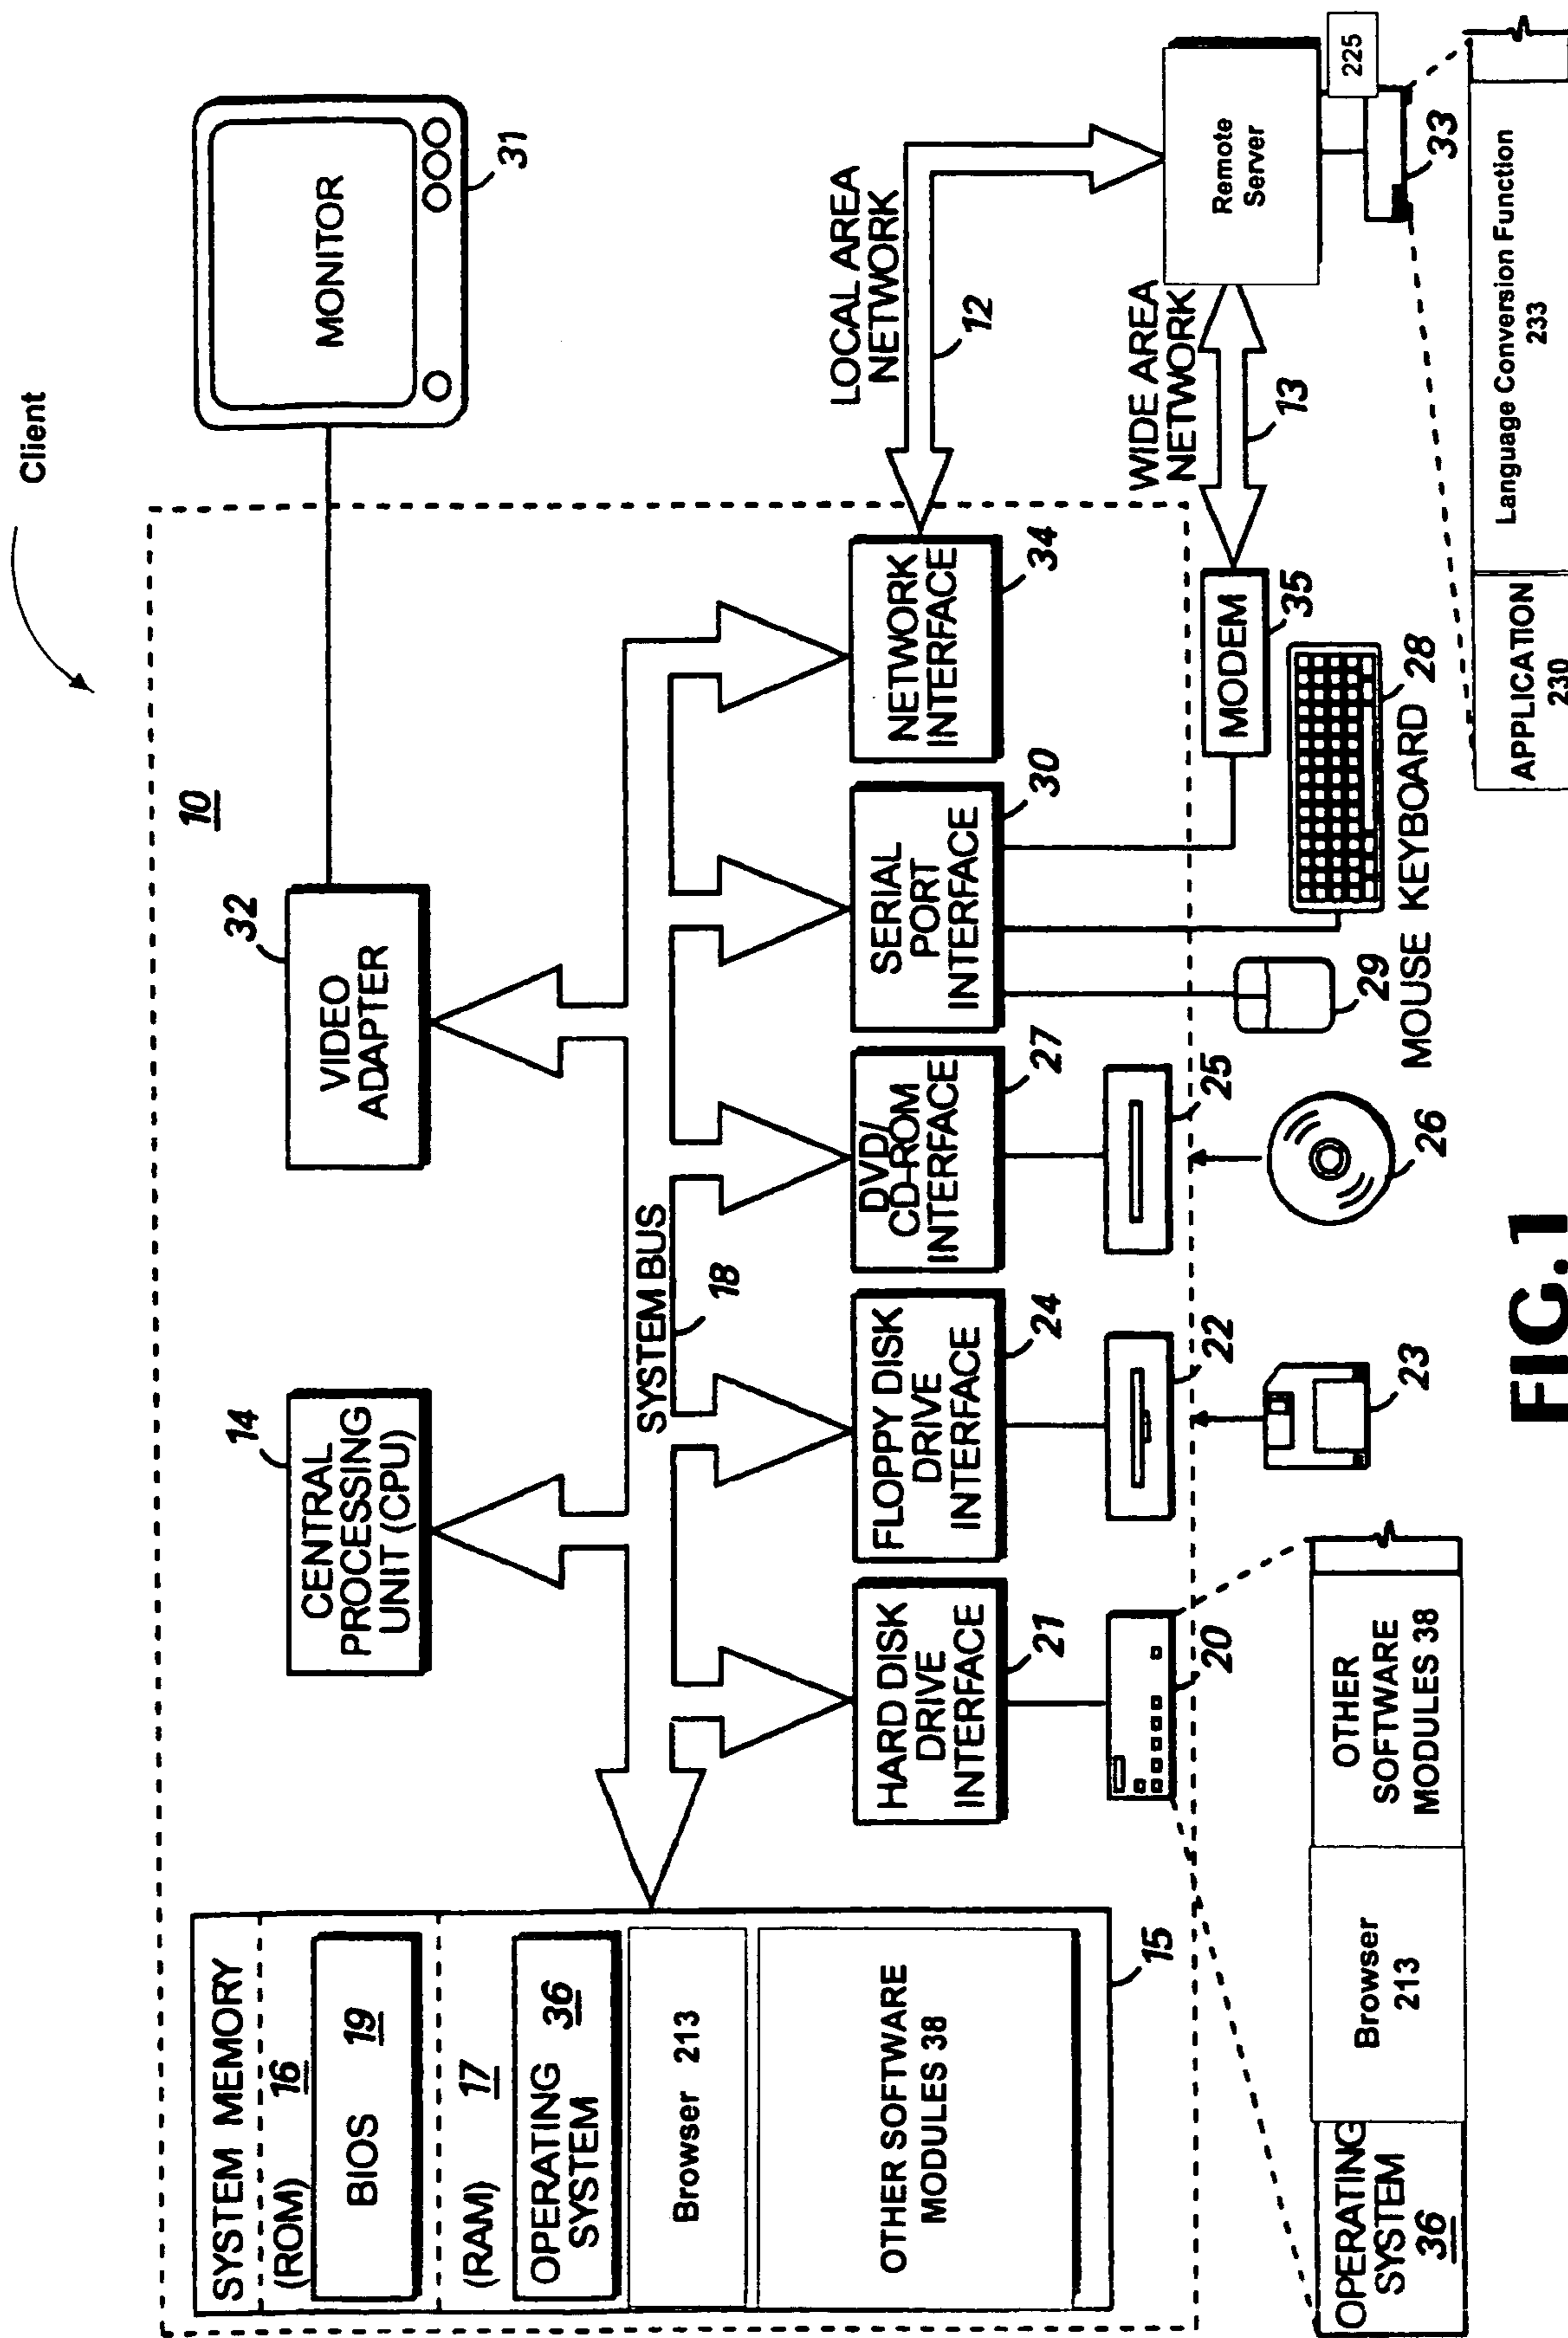 Client
10
SYSTEM MEMORY
(ROM) 16
BIOS 19
(RAM) 17
OPERATING
SYSTEM
36
Browser 213
OTHER SOFTWARE
MODULES 38
15
14
CENTRAL
PROCESSING
UNIT (CPU)
32
VIDEO
ADAPTER
MONITOR
31
SYSTEM BUS
18
HARD DISK
DRIVE
INTERFACE
21
FLOPPY DISK
DRIVE
INTERFACE
24
DVD/
CD-ROM
INTERFACE
27
SERIAL
PORT
INTERFACE
30
NETWORK
INTERFACE
34
LOCAL AREA
NETWORK
12
WIDE AREA
NETWORK
13
Remote
Server
225
33
20
22
25
MODEM
35
23
26
29
MOUSE
28
KEYBOARD
OPERATING
SYSTEM
36
Browser
213
OTHER
SOFTWARE
MODULES 38
APPLICATION
230
Language Conversion Function
233
FIG.1